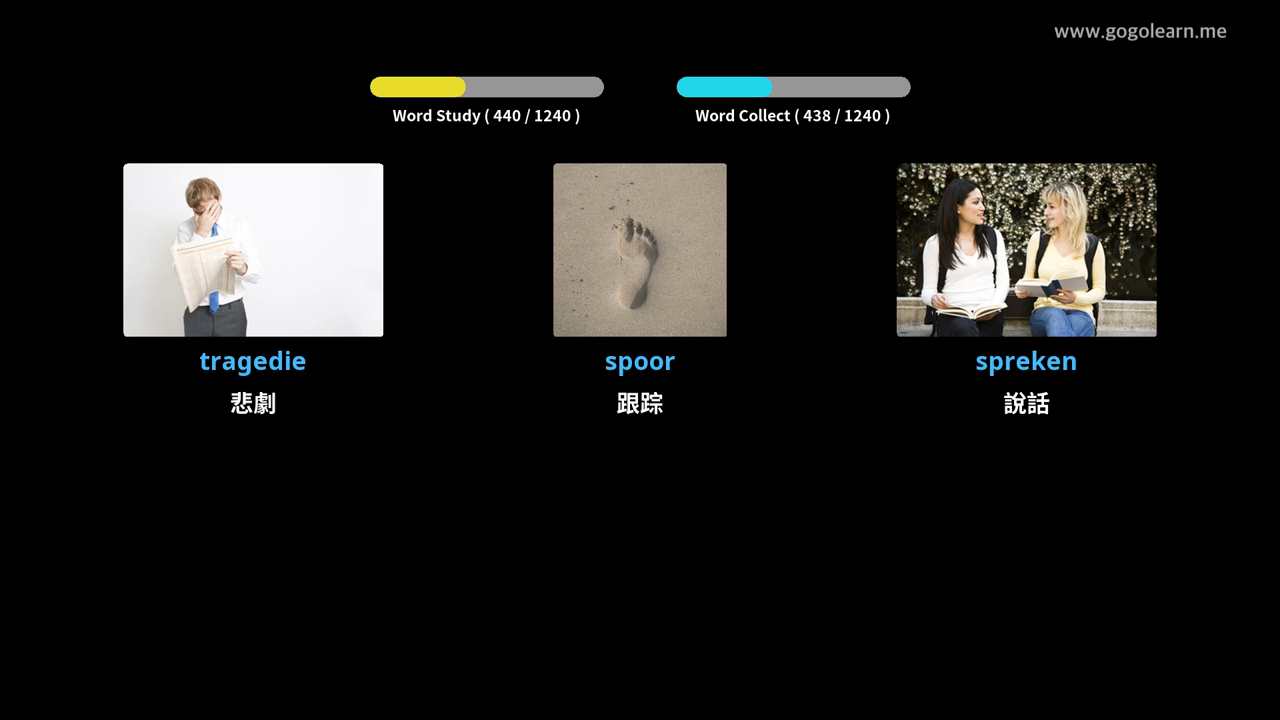 www.gogolearn.me
Word Study ( 440 / 1240 )
Word Collect ( 438 / 1240 )
tragedie
spoor
spreken
悲劇
跟踪
說話